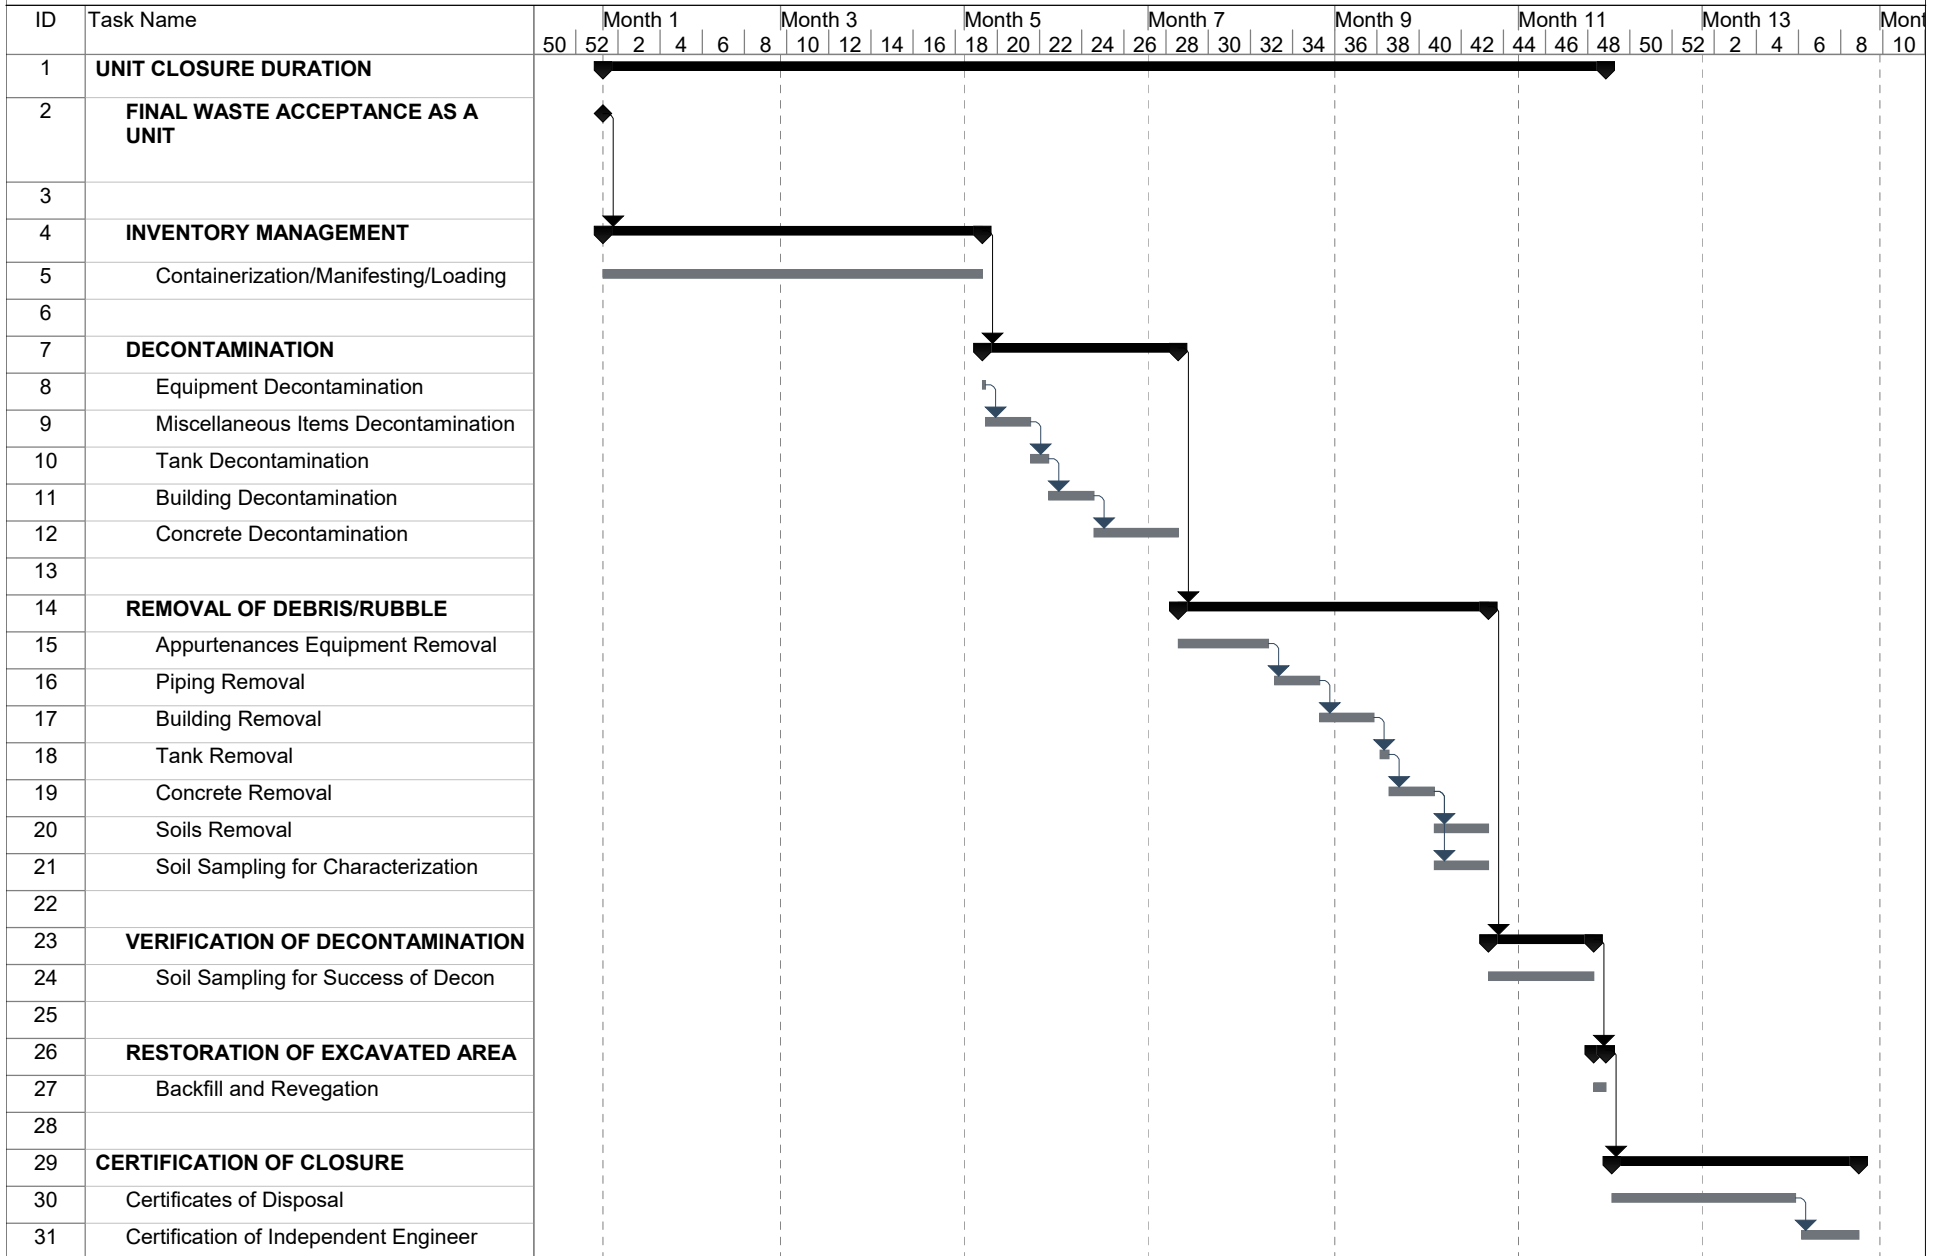 ID Task Name Month 1 Month 3 Month 5 Month 7 Month 9 Month 11 Month 13 Mont
50 52 2 4 6 8 10 12 14 16 18 20 22 24 26 28 30 32 34 36 38 40 42 44 46 48 50 52 2 4 6 8 10
1 UNIT CLOSURE DURATION
2 FINAL WASTE ACCEPTANCE AS A
UNIT
3
4 INVENTORY MANAGEMENT
5 Containerization/Manifesting/Loading
6
7 DECONTAMINATION
8 Equipment Decontamination
9 Miscellaneous Items Decontamination
10 Tank Decontamination
11 Building Decontamination
12 Concrete Decontamination
13
14 REMOVAL OF DEBRIS/RUBBLE
15 Appurtenances Equipment Removal
16 Piping Removal
17 Building Removal
18 Tank Removal
19 Concrete Removal
20 Soils Removal
21 Soil Sampling for Characterization
22
23 VERIFICATION OF DECONTAMINATION
24 Soil Sampling for Success of Decon
25
26 RESTORATION OF EXCAVATED AREA
27 Backfill and Revegation
28
29 CERTIFICATION OF CLOSURE
30 Certificates of Disposal
31 Certification of Independent Engineer